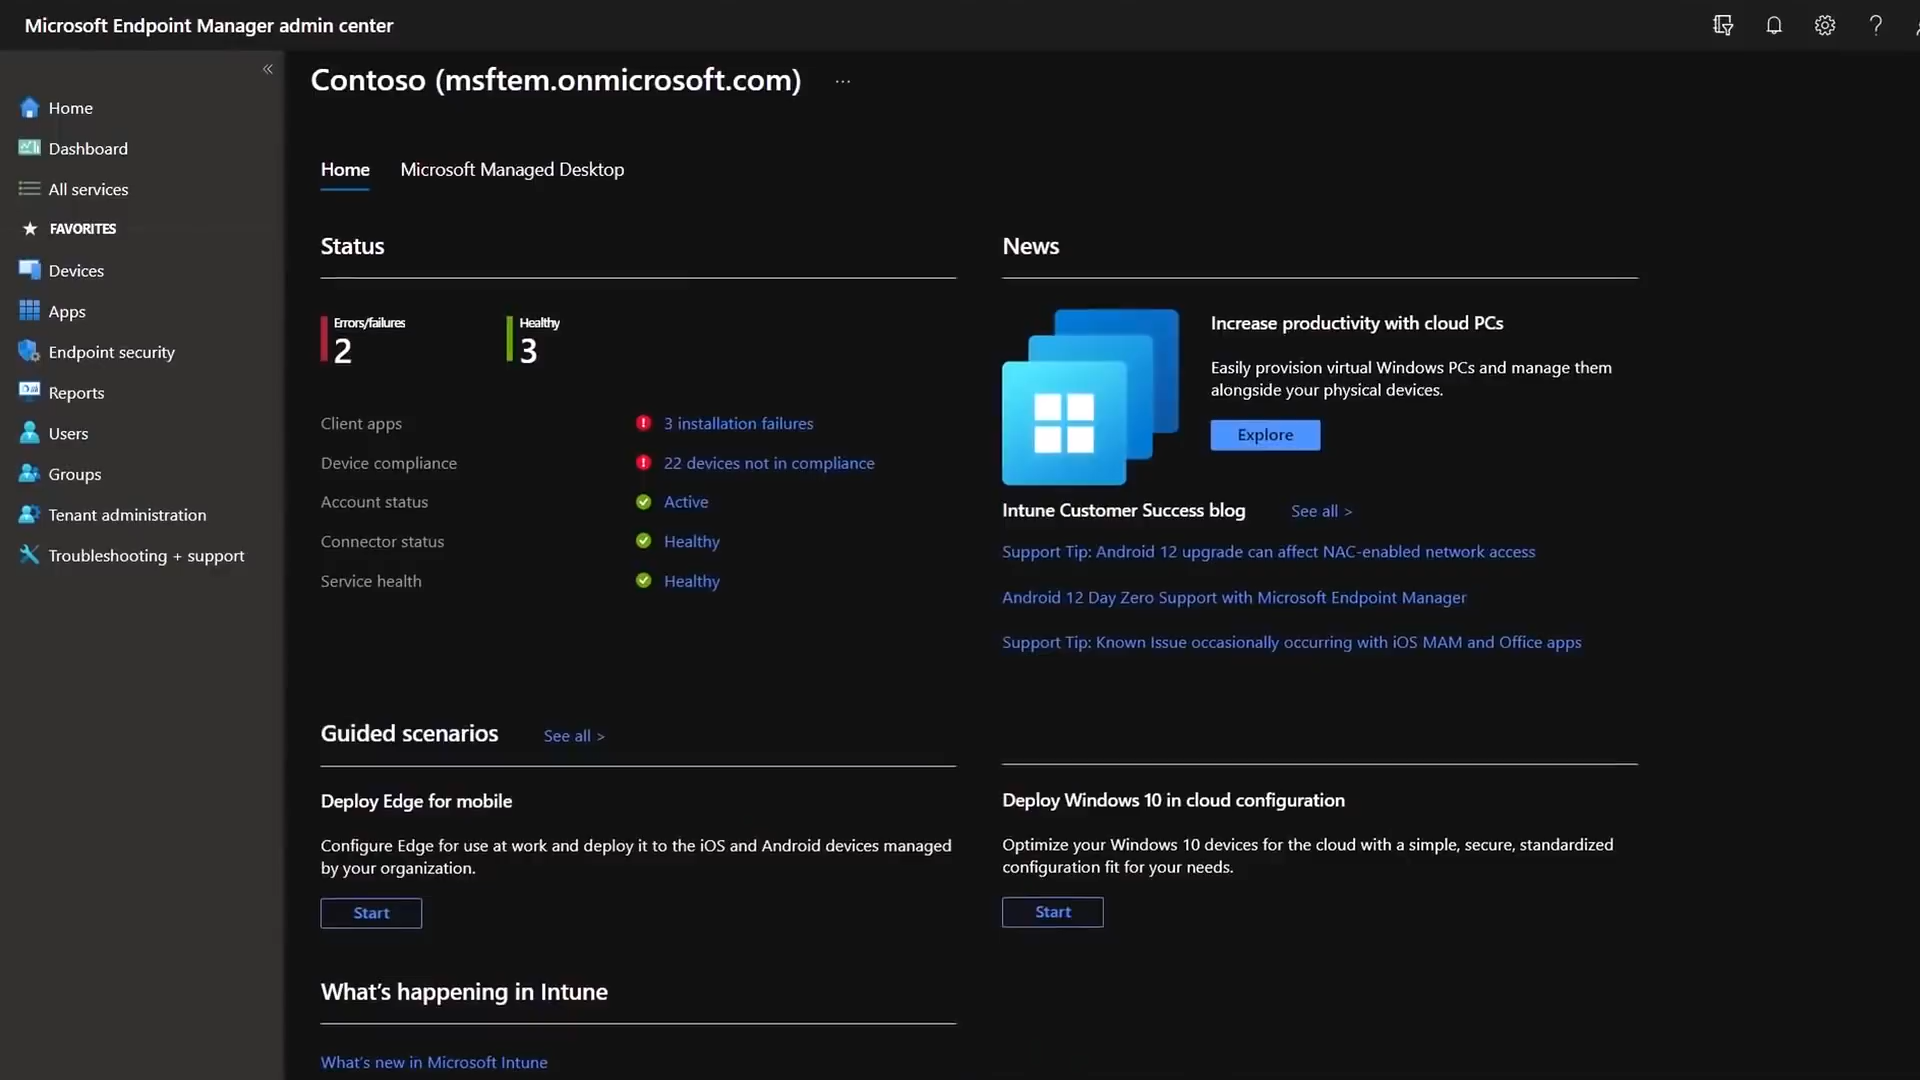 Microsoft Endpoint Manager admin center
Contoso (msftem.onmicrosoft.com)
Home
Dashboard
All services
FAVORITES
Devices
Apps
Endpoint security
Reports
Users
Groups
Tenant administration
Troubleshooting + support
Home
Microsoft Managed Desktop
Status
Errors/failures
2
Healthy
3
Client apps
3 installation failures
Device compliance
22 devices not in compliance
Account status
Active
Connector status
Healthy
Service health
Healthy
News
Increase productivity with cloud PCs
Easily provision virtual Windows PCs and manage them
alongside your physical devices.
Explore
Intune Customer Success blog
See all >
Support Tip: Android 12 upgrade can affect NAC-enabled network access
Android 12 Day Zero Support with Microsoft Endpoint Manager
Support Tip: Known Issue occasionally occurring with iOS MAM and Office apps
Guided scenarios
See all >
Deploy Edge for mobile
Configure Edge for use at work and deploy it to the iOS and Android devices managed
by your organization.
Start
Deploy Windows 10 in cloud configuration
Optimize your Windows 10 devices for the cloud with a simple, secure, standardized
configuration fit for your needs.
Start
What's happening in Intune
What's new in Microsoft Intune